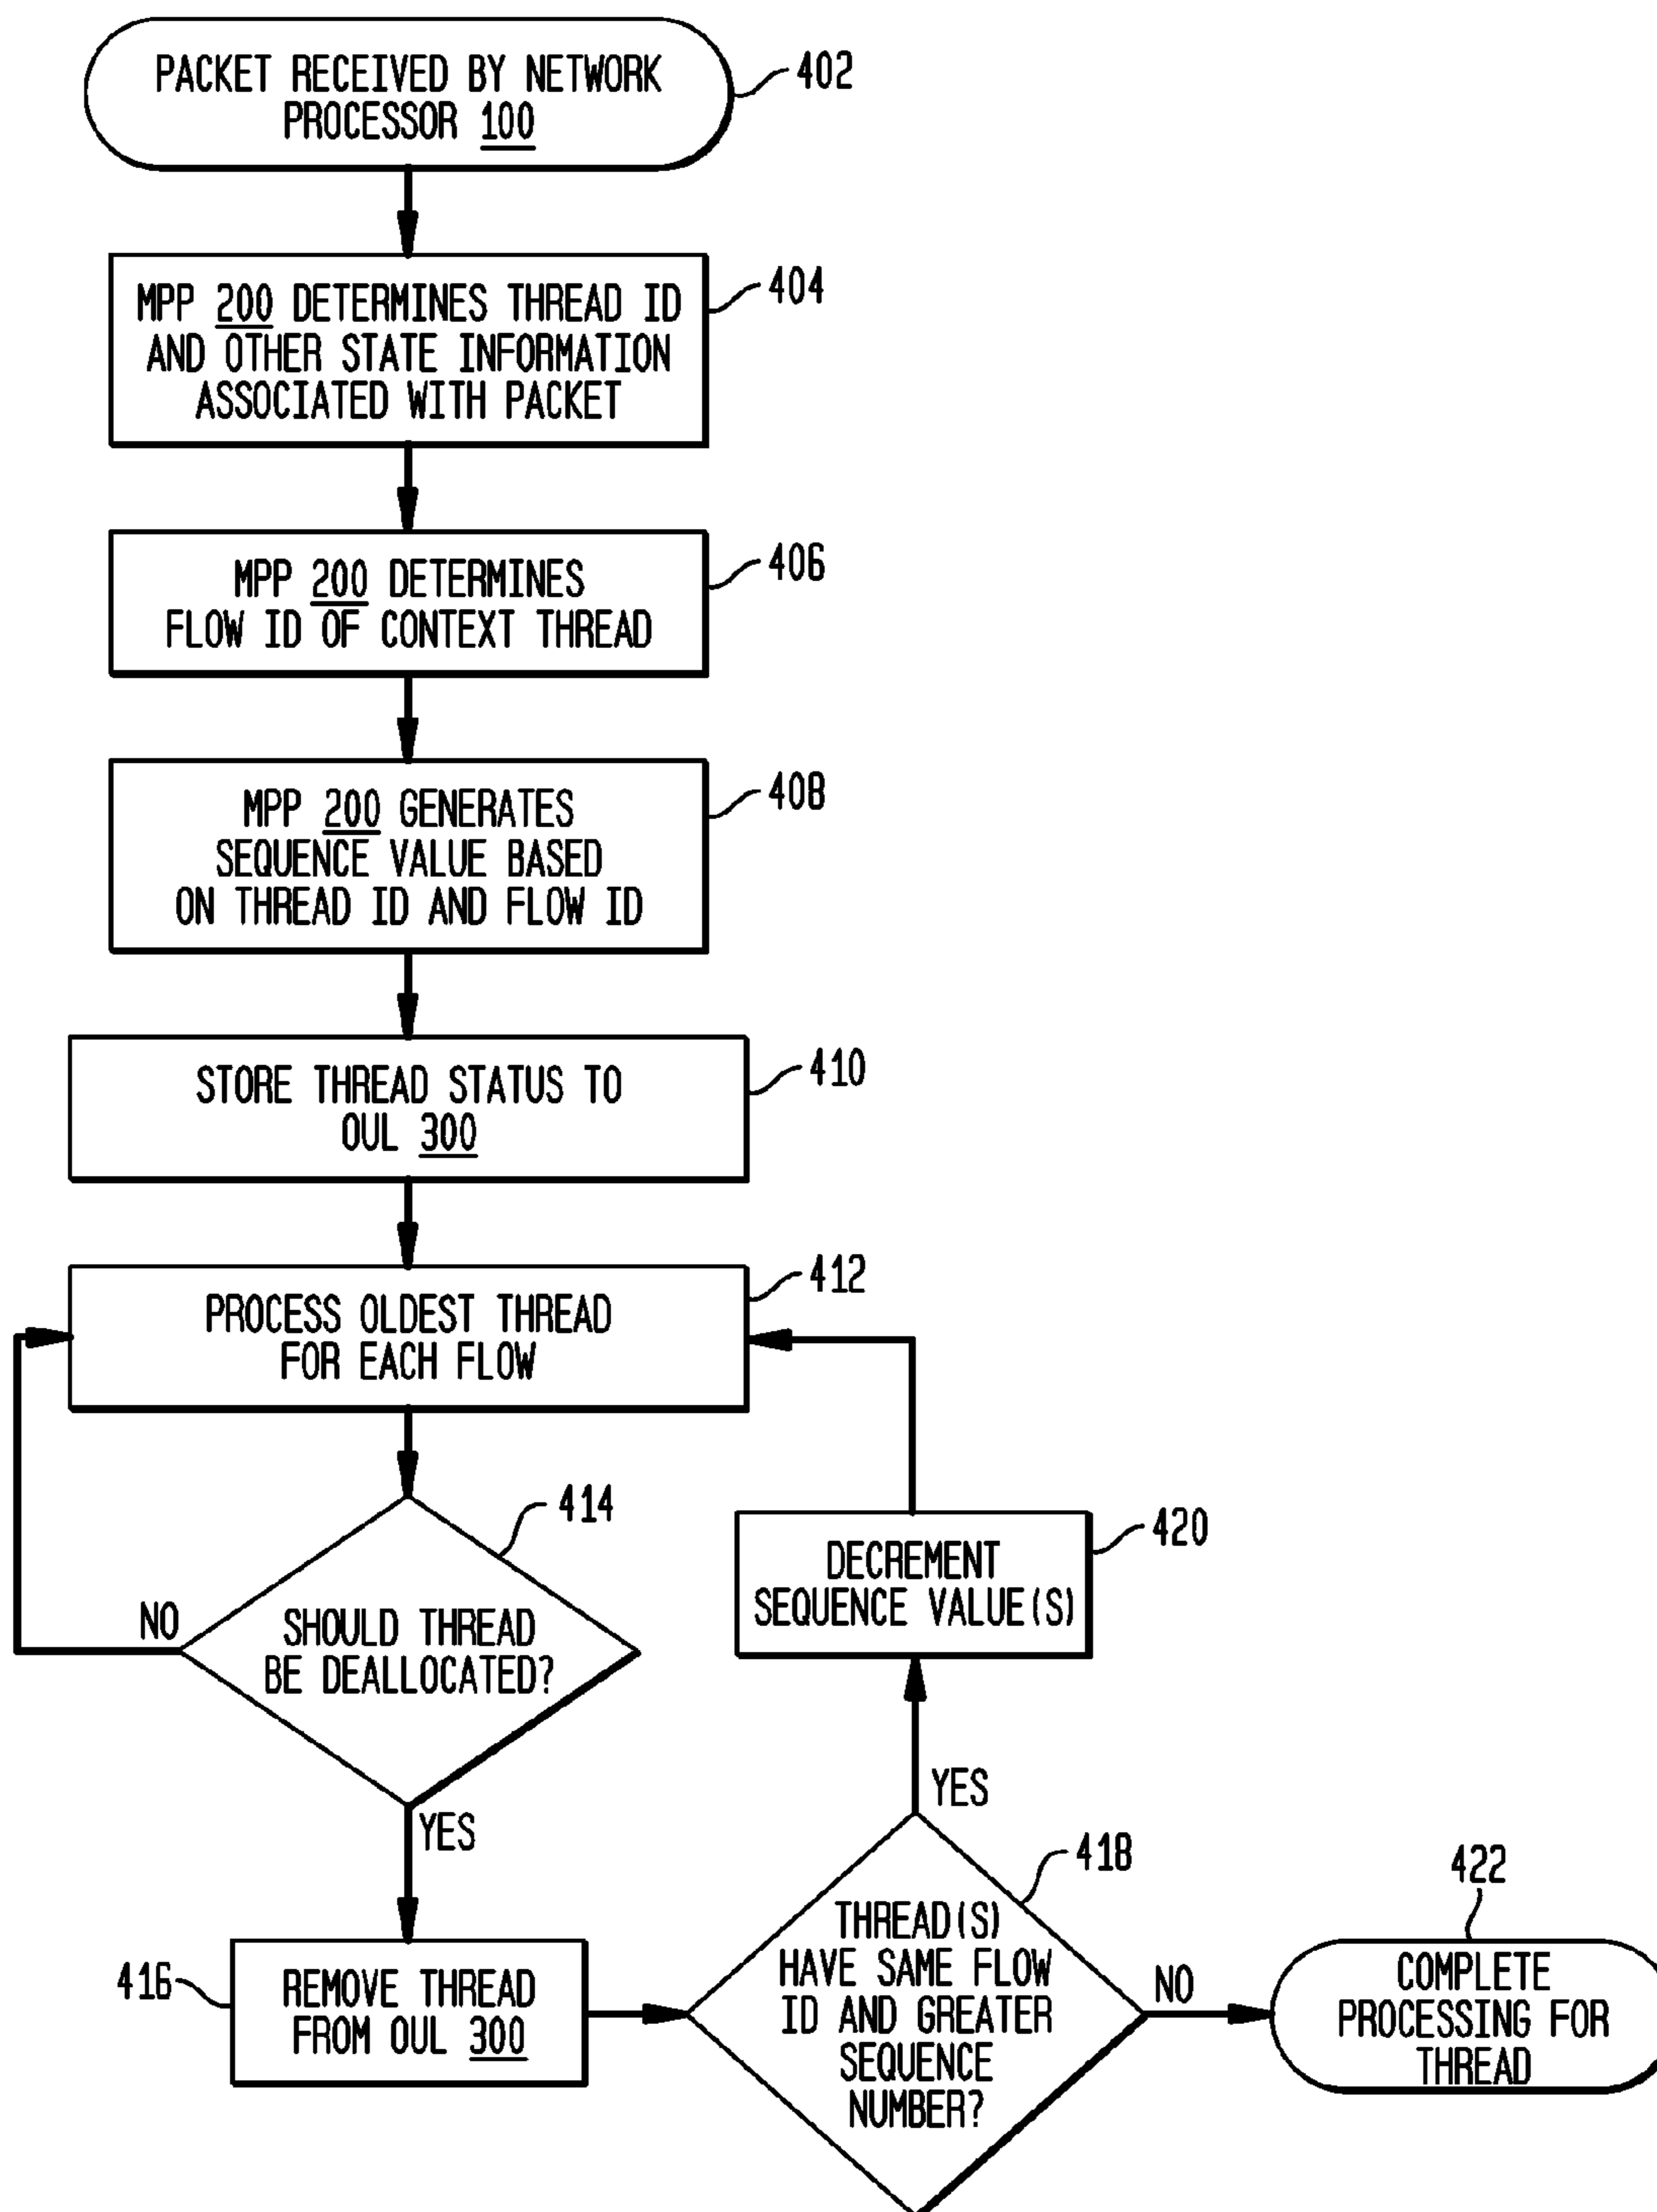 PACKET RECEIVED BY NETWORK
PROCESSOR 100
402
MPP 200 DETERMINES THREAD ID
AND OTHER STATE INFORMATION
ASSOCIATED WITH PACKET
404
MPP 200 DETERMINES
FLOW ID OF CONTEXT THREAD
406
MPP 200 GENERATES
SEQUENCE VALUE BASED
ON THREAD ID AND FLOW ID
408
STORE THREAD STATUS TO
OUL 300
410
PROCESS OLDEST THREAD
FOR EACH FLOW
412
SHOULD THREAD
BE DEALLOCATED?
414
NO
YES
REMOVE THREAD
FROM OUL 300
416
THREAD(S)
HAVE SAME FLOW
ID AND GREATER
SEQUENCE
NUMBER?
418
YES
DECREMENT
SEQUENCE VALUE(S)
420
NO
COMPLETE
PROCESSING FOR
THREAD
422